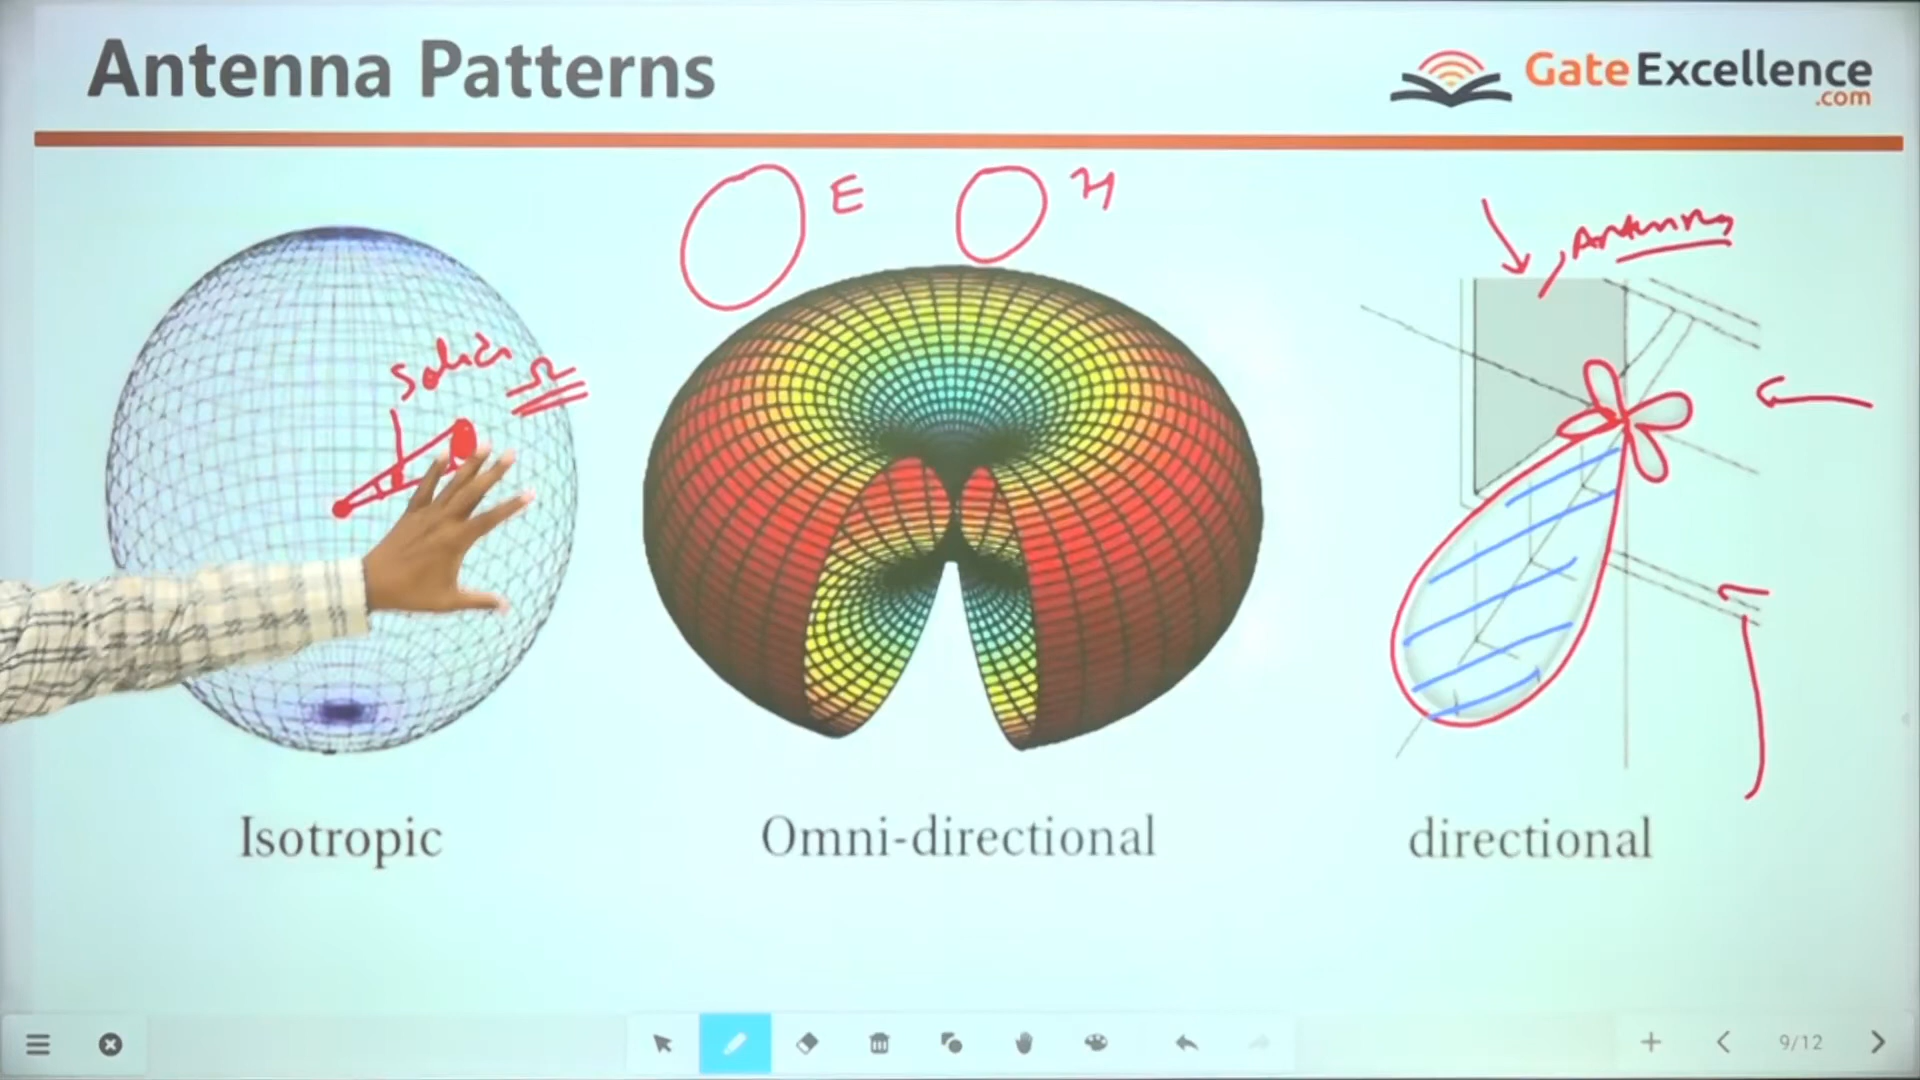 Antenna Patterns
GateExcellence
.com
E
H
Antenna
Solid
Ω
Isotropic
Omni-directional
directional
9/12